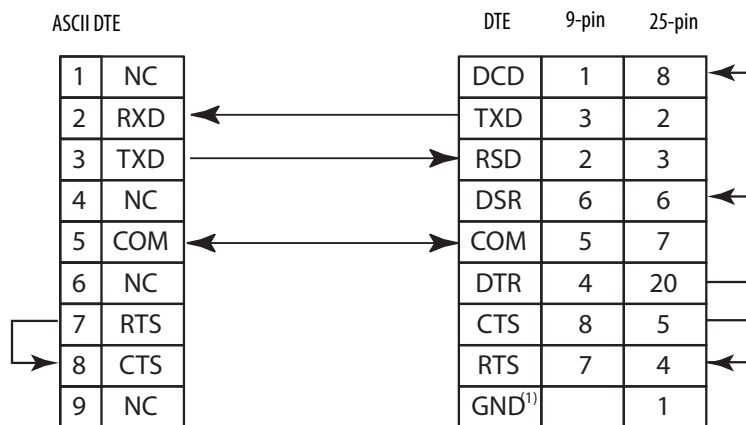 ASCII DTE DTE 9-pin 25-pin
1 NC DCD 1 8
2 RXD TXD 3 2
3 TXD RSD 2 3
4 NC DSR 6 6
5 COM COM 5 7
6 NC DTR 4 20
7 RTS CTS 8 5
8 CTS RTS 7 4
9 NC GND(1) 1